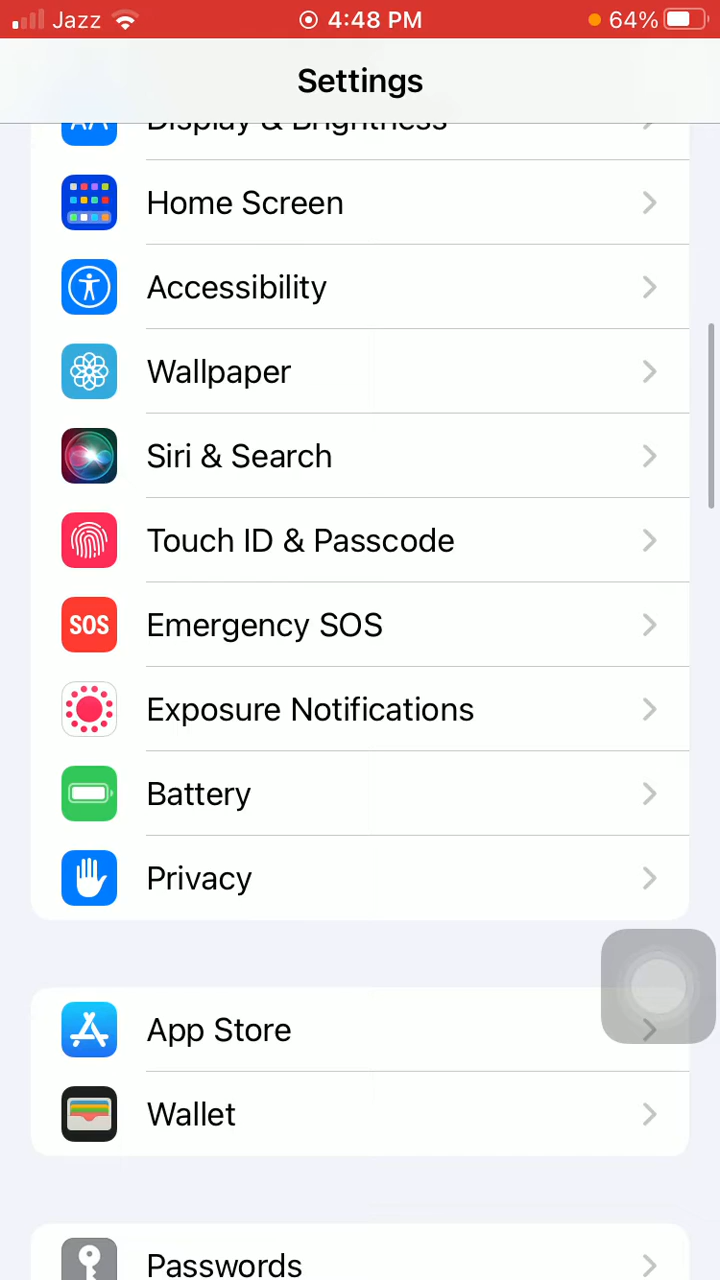 Jazz 4:48 PM 64%
Settings
Display & Brightness
Home Screen
Accessibility
Wallpaper
Siri & Search
Touch ID & Passcode
SOS Emergency SOS
Exposure Notifications
Battery
Privacy
App Store
Wallet
Passwords